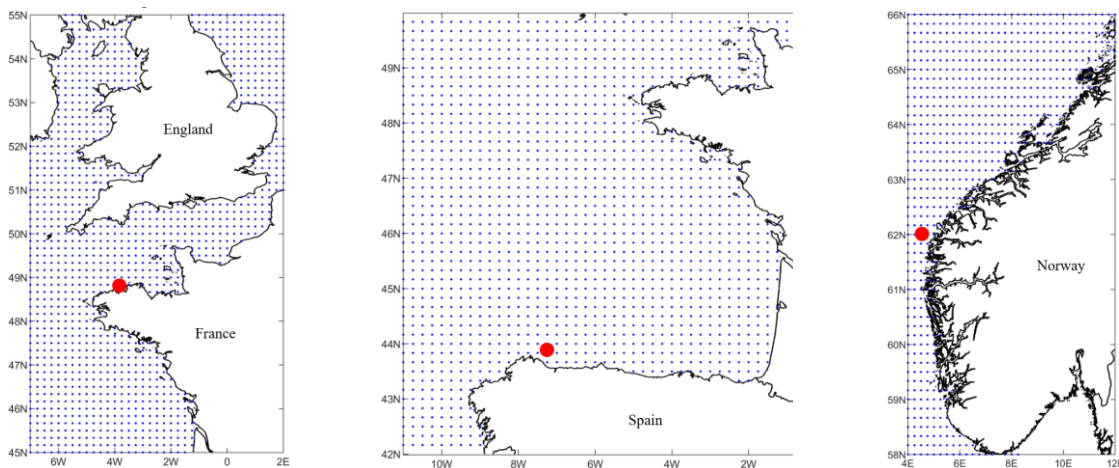 55N
54N
53N
52N
51N
50N
49N
48N
47N
46N
45N
6W 4W 2W 0 2E
England
France
49N
48N
47N
46N
45N
44N
43N
42N
10W 8W 6W 4W 2W
Spain
66N
65N
64N
63N
62N
61N
60N
59N
58N
4E 6E 8E 10E 12
Norway